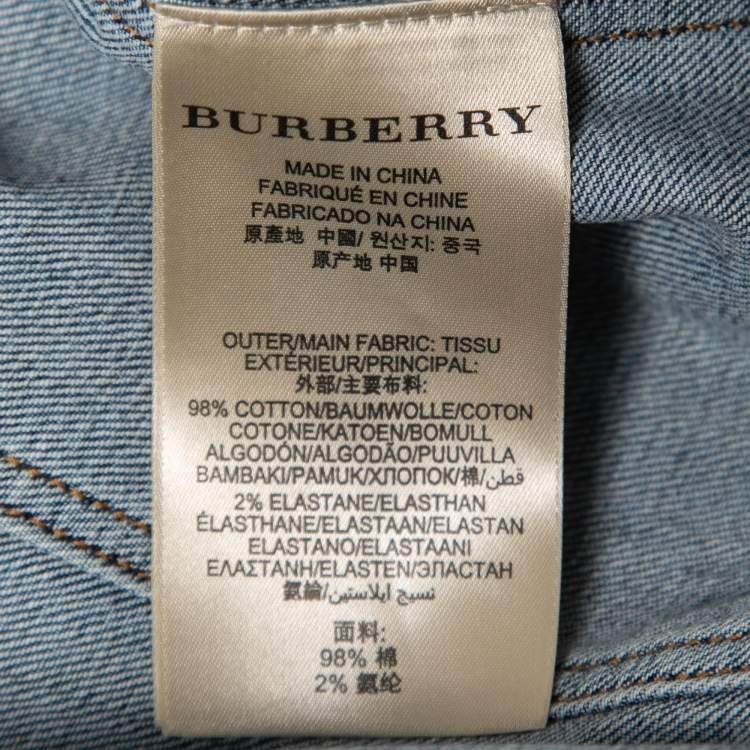 BURBERRY
MADE IN CHINA
FABRIQUÉ EN CHINE
FABRICADO NA CHINA
原產地 中國/ 원산지: 중국
原产地 中国
OUTER/MAIN FABRIC: TISSU
EXTÉRIEUR/PRINCIPAL:
外部/主要布料:
98% COTTON/BAUMWOLLE/COTON
COTONE/KATOEN/BOMULL
ALGODÓN/ALGODÃO/PUUVILLA
BAMBAKI/PAMUK/ХЛОПОК/棉/قطن
2% ELASTANE/ELASTHAN
ÉLASTHANE/ELASTAAN/ELASTAN
ELASTANO/ELASTAANI
ΕΛΑΣΤΑΝΗ/ELASTEN/ЭЛАСТАН
氨綸/نسيج ايلاستين
面料:
98% 棉
2% 氨纶